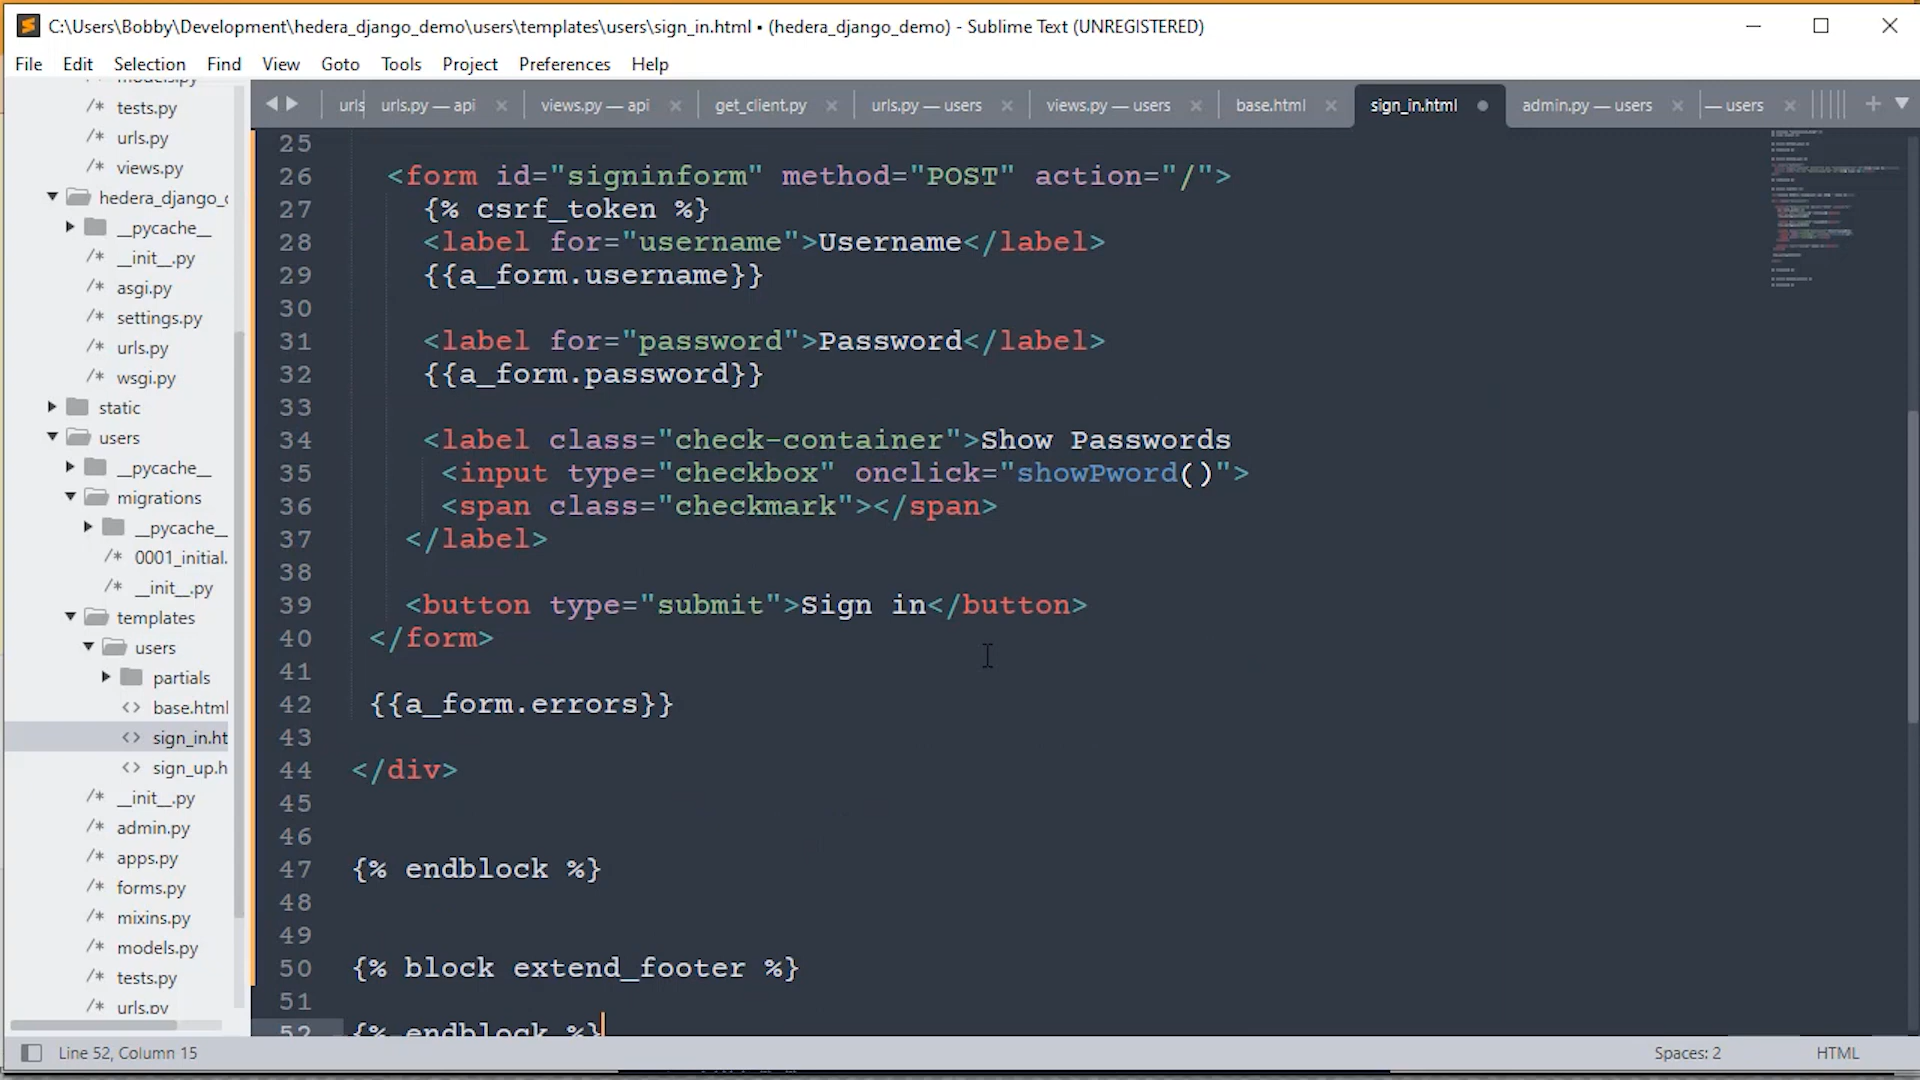 C:\Users\Bobby\Development\hedera_django_demo\users\templates\users\sign_in.html • (hedera_django_demo) - Sublime Text (UNREGISTERED)
File Edit Selection Find View Goto Tools Project Preferences Help
urls urls.py — api views.py — api get_client.py urls.py — users views.py — users base.html sign_in.html admin.py — users — users
models.py
/* tests.py
/* urls.py
/* views.py
hedera_django_
__pycache__
/* __init__.py
/* asgi.py
/* settings.py
/* urls.py
/* wsgi.py
static
users
__pycache__
migrations
__pycache__
/* 0001_initial.
/* __init__.py
templates
users
partials
<> base.html
<> sign_in.ht
<> sign_up.h
/* __init__.py
/* admin.py
/* apps.py
/* forms.py
/* mixins.py
/* models.py
/* tests.py
/* urls.py
25
26 <form id="signinform" method="POST" action="/">
27 {% csrf_token %}
28 <label for="username">Username</label>
29 {{a_form.username}}
30
31 <label for="password">Password</label>
32 {{a_form.password}}
33
34 <label class="check-container">Show Passwords
35 <input type="checkbox" onclick="showPword()">
36 <span class="checkmark"></span>
37 </label>
38
39 <button type="submit">Sign in</button>
40 </form>
41
42 {{a_form.errors}}
43
44 </div>
45
46
47 {% endblock %}
48
49
50 {% block extend_footer %}
51
52 {% endblock %}
Line 52, Column 15 Spaces: 2 HTML